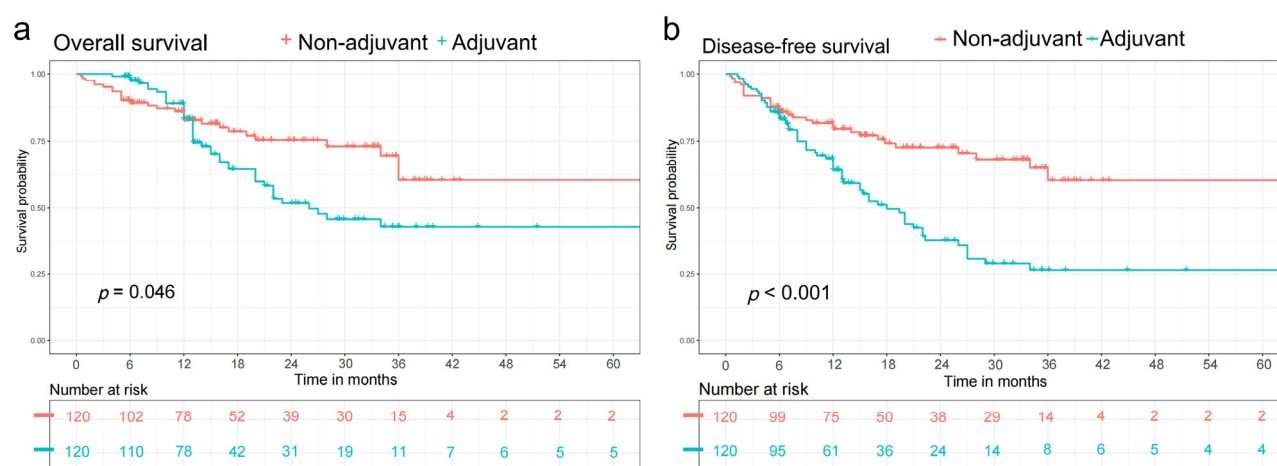 a
Overall survival
Non-adjuvant
Adjuvant
Survival probability
1.00
0.75
0.50
0.25
0.00
p = 0.046
0 6 12 18 24 30 36 42 48 54 60
Time in months
Number at risk
120 102 78 52 39 30 15 4 2 2 2
120 110 78 42 31 19 11 7 6 5 5
b
Disease-free survival
Non-adjuvant
Adjuvant
Survival probability
1.00
0.75
0.50
0.25
0.00
p < 0.001
0 6 12 18 24 30 36 42 48 54 60
Time in months
Number at risk
120 99 75 50 38 29 14 4 2 2 2
120 95 61 36 24 14 8 6 5 4 4